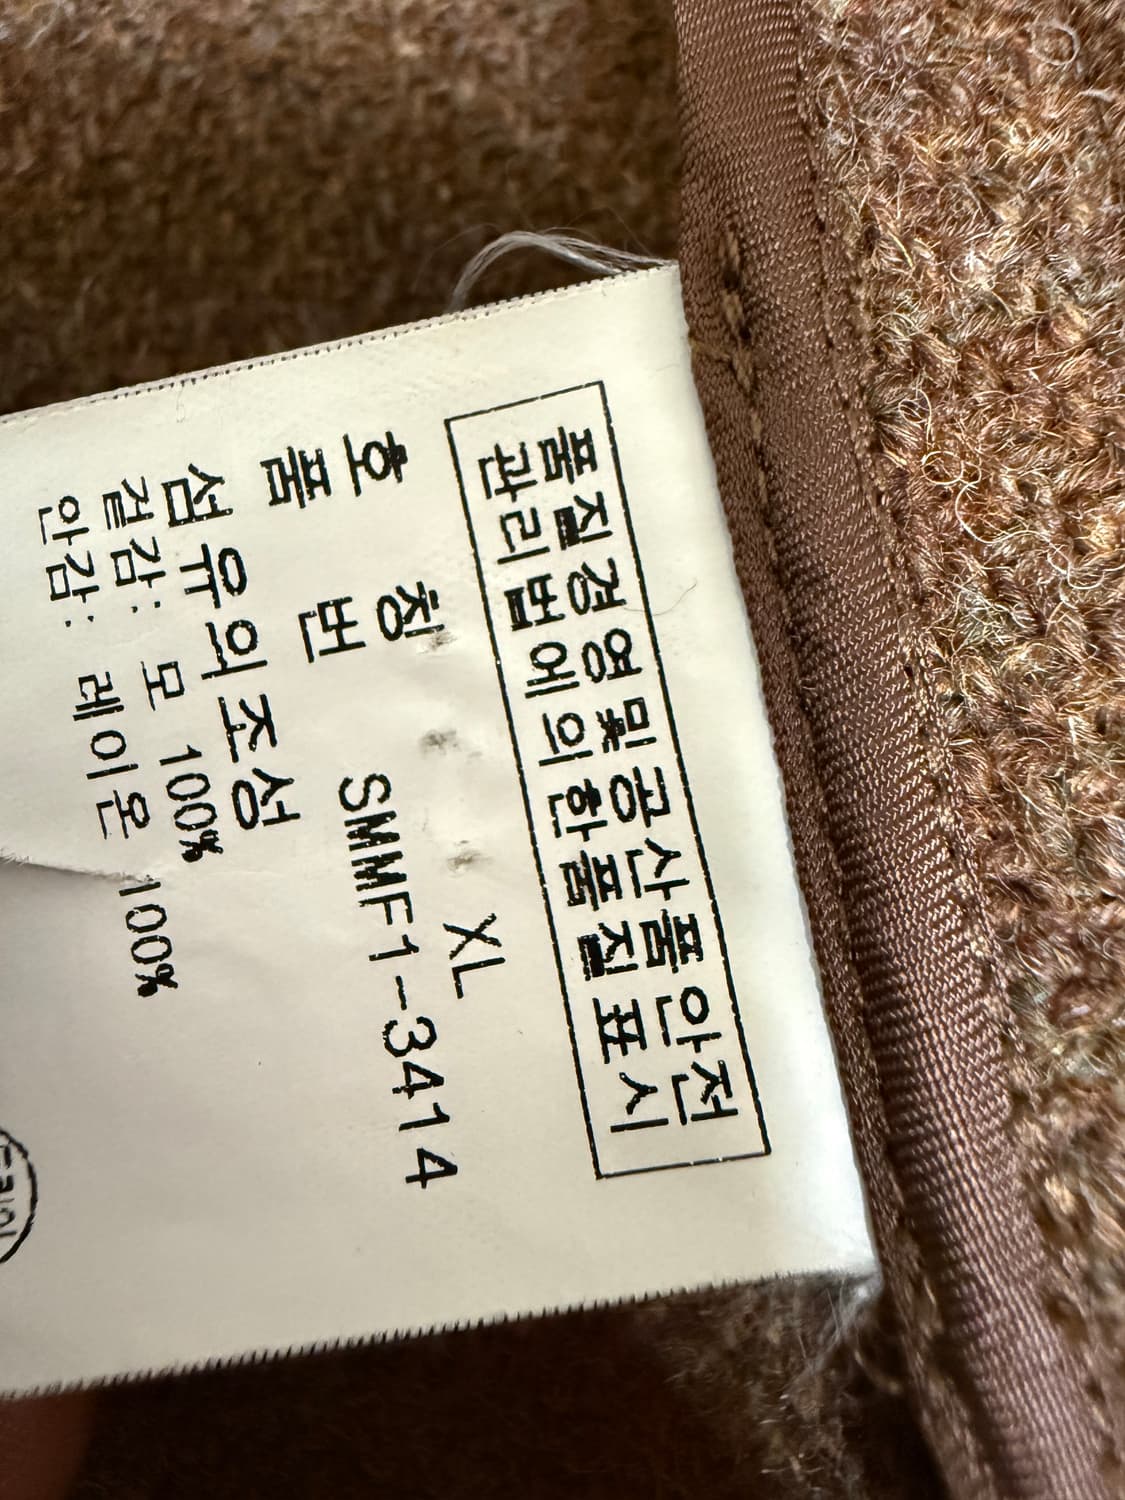 품질경영 및 공산품안전
관리법에 의한 품질표시
호 칭 : XL
품 번 : SMMF1-3414
섬유의 조성
겉감: 모 100%
안감: 레이온 100%